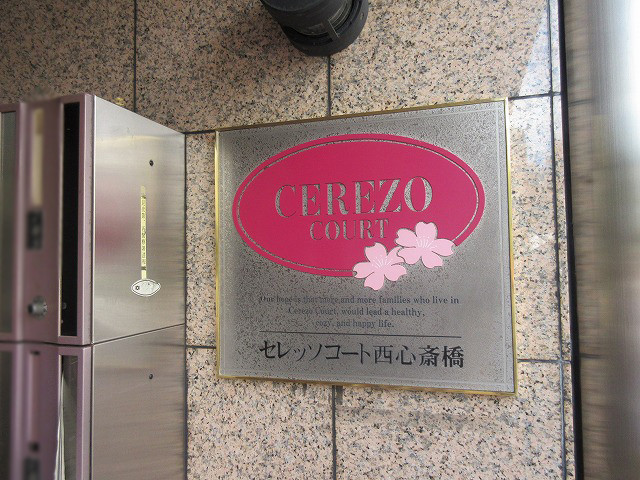 CEREZO
COURT
Our hope is that more and more families who live in
Cerezo Court, would lead a healthy,
cozy, and happy life.
セレッソコート西心斎橋